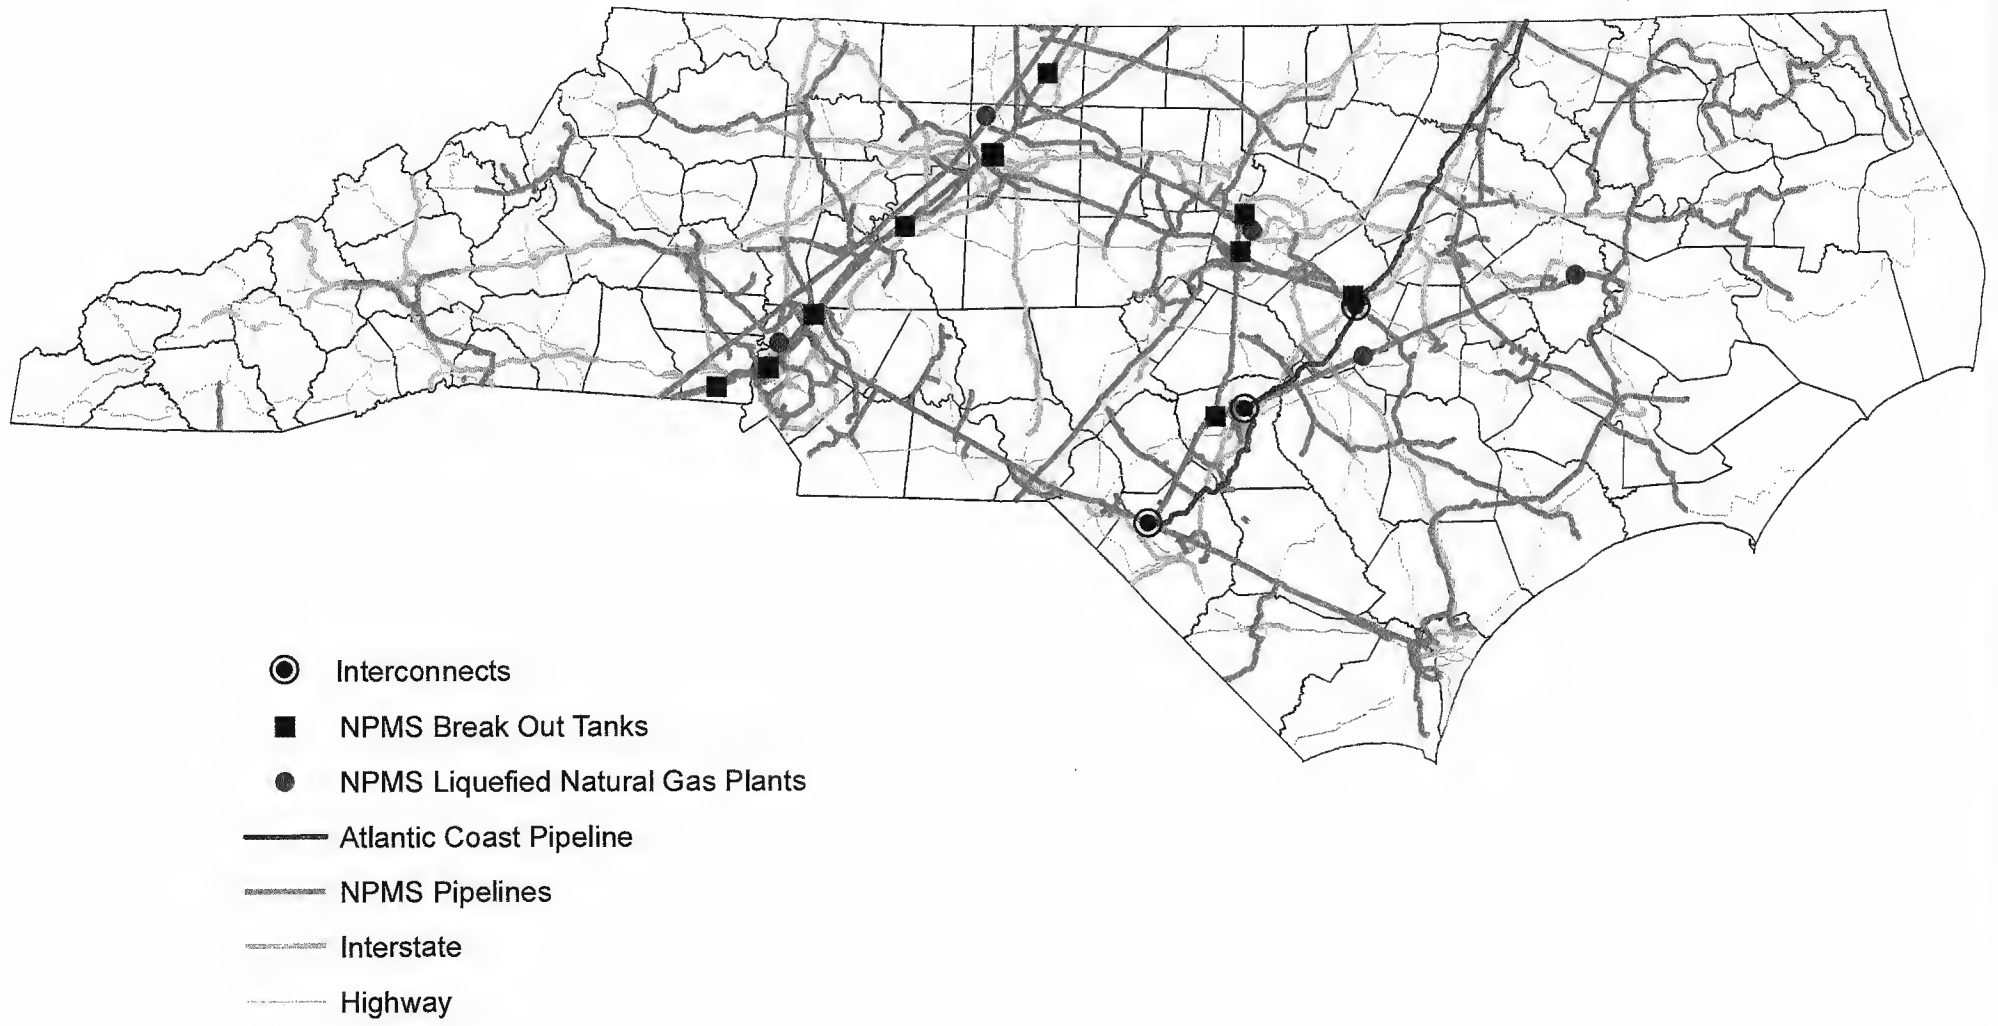 Interconnects
NPMS Break Out Tanks
NPMS Liquefied Natural Gas Plants
Atlantic Coast Pipeline
NPMS Pipelines
Interstate
Highway